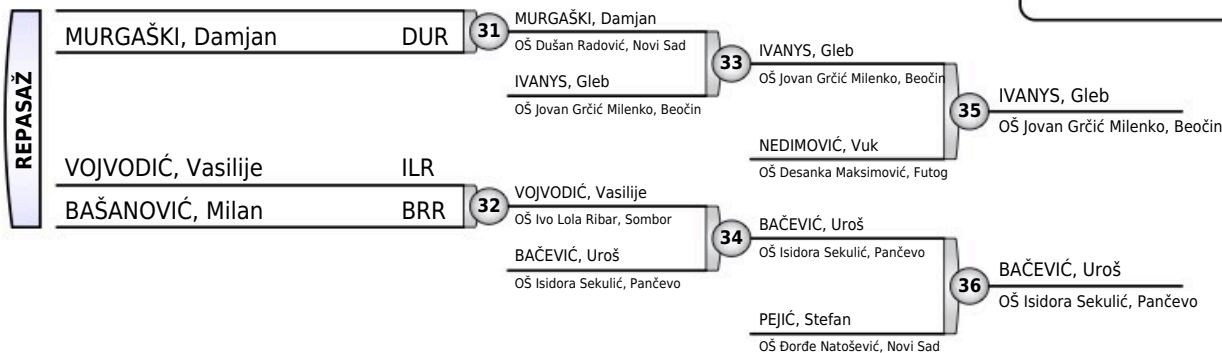 REPASAŽ
MURGAŠKI, Damjan DUR
VOJVODIĆ, Vasilije ILR
BAŠANOVIĆ, Milan BRR
31
32
MURGAŠKI, Damjan
OŠ Dušan Radović, Novi Sad
IVANYS, Gleb
OŠ Jovan Grčić Milenko, Beočin
VOJVODIĆ, Vasilije
OŠ Ivo Lola Ribar, Sombor
BAČEVIĆ, Uroš
OŠ Isidora Sekulić, Pančevo
33
34
IVANYS, Gleb
OŠ Jovan Grčić Milenko, Beočin
NEDIMOVIĆ, Vuk
OŠ Desanka Maksimović, Futog
BAČEVIĆ, Uroš
OŠ Isidora Sekulić, Pančevo
PEJIĆ, Stefan
OŠ Đorđe Natošević, Novi Sad
35
36
IVANYS, Gleb
OŠ Jovan Grčić Milenko, Beočin
BAČEVIĆ, Uroš
OŠ Isidora Sekulić, Pančevo